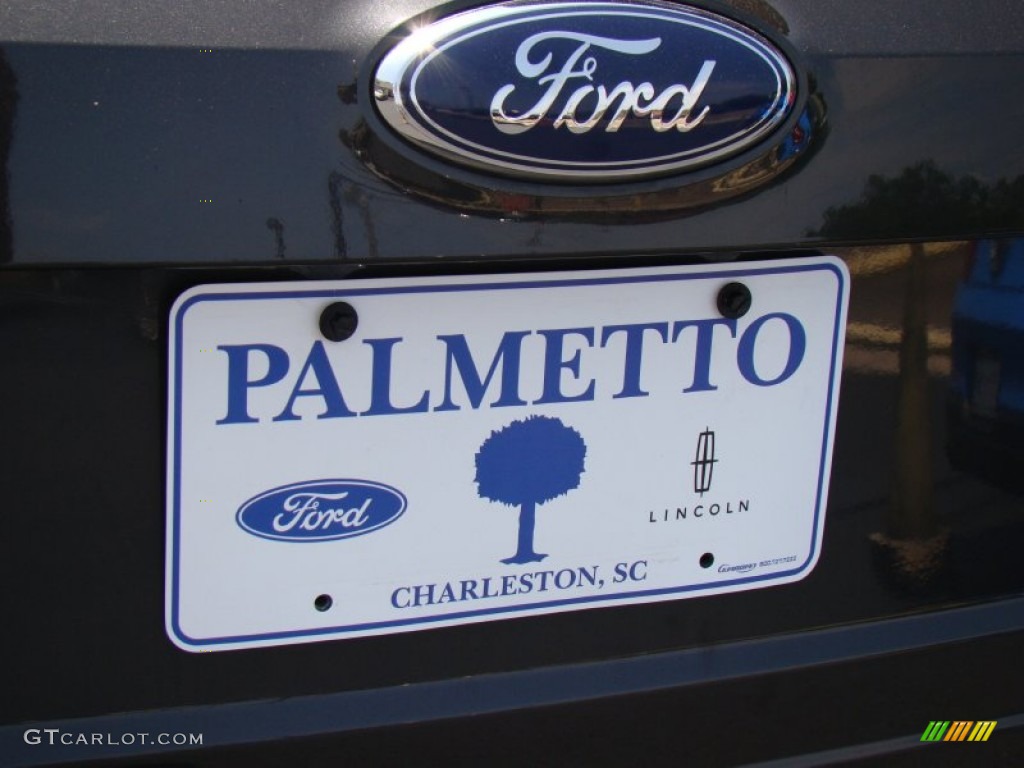 Ford
PALMETTO
Ford
LINCOLN
CHARLESTON, SC
GTCARLOT.COM